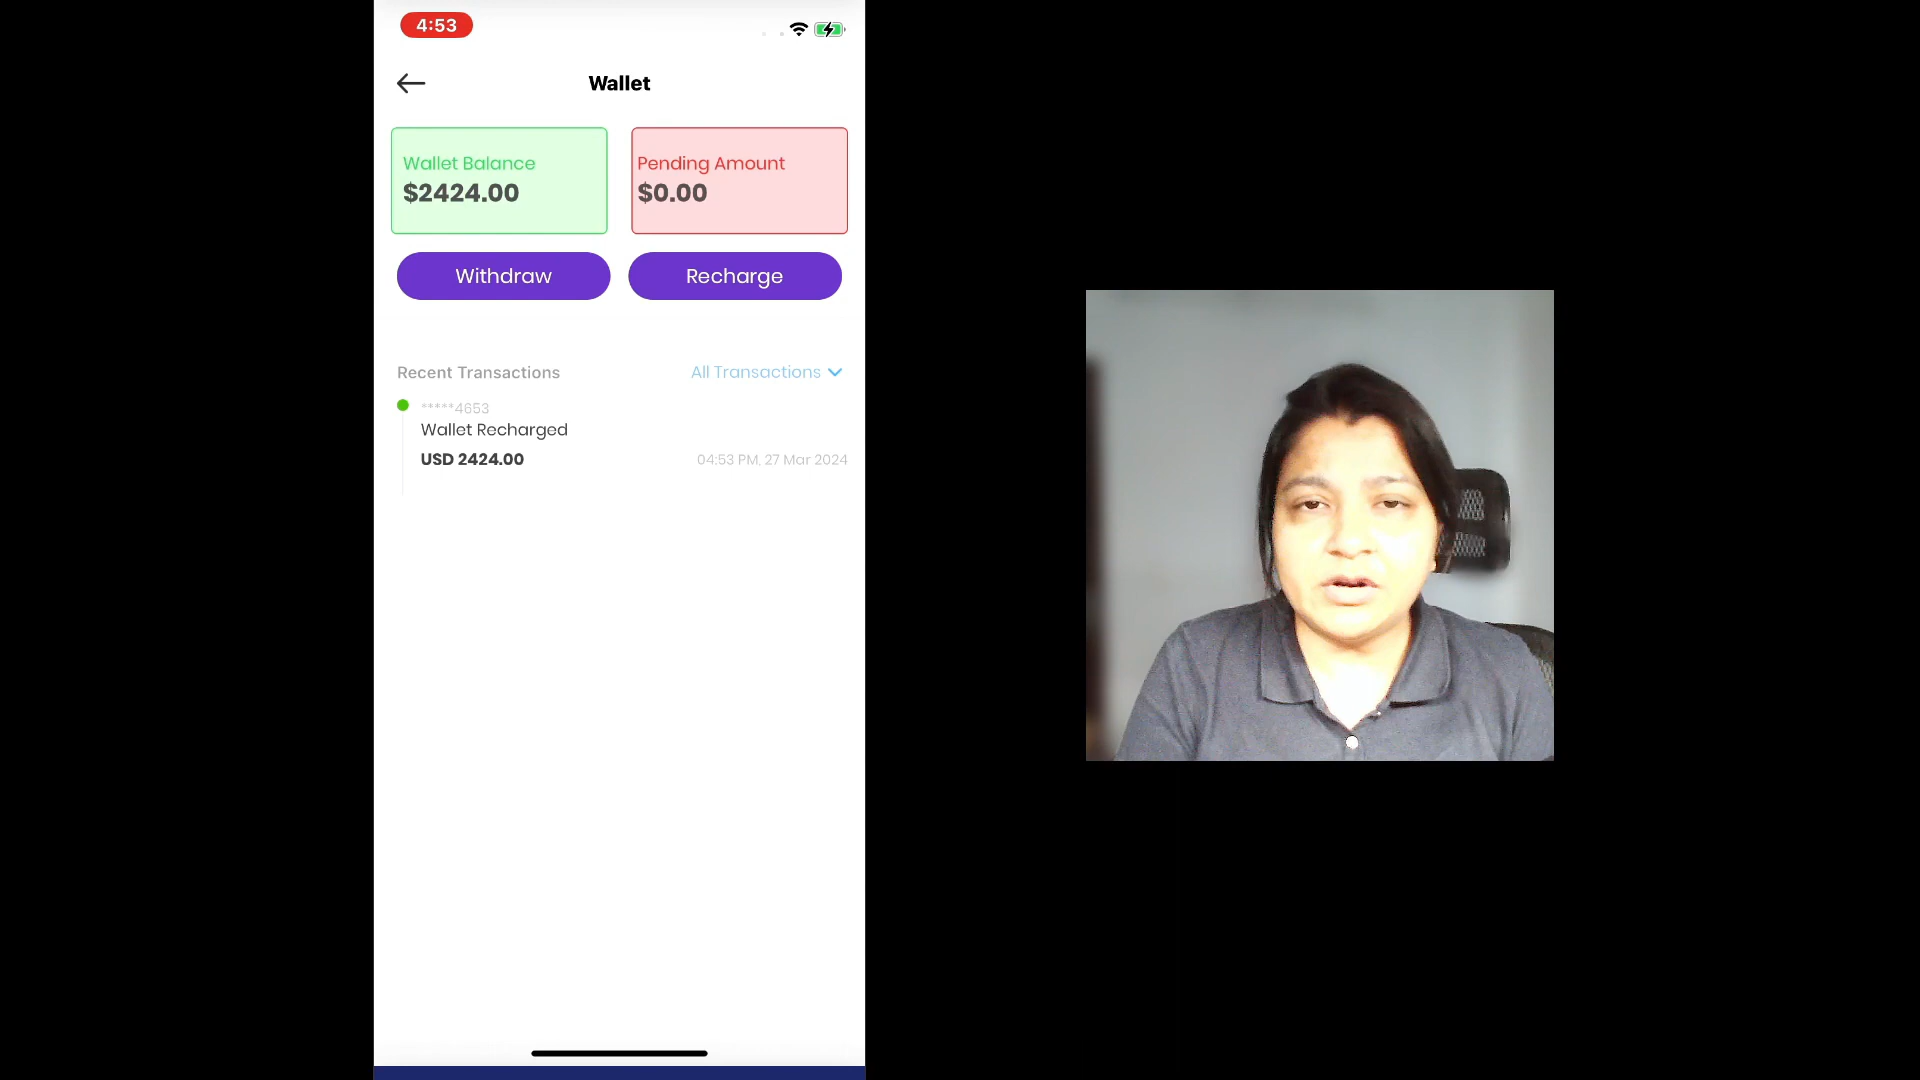 4:53
Wallet
Wallet Balance
$2424.00
Pending Amount
$0.00
Withdraw
Recharge
Recent Transactions
All Transactions
*****4653
Wallet Recharged
USD 2424.00
04:53 PM, 27 Mar 2024